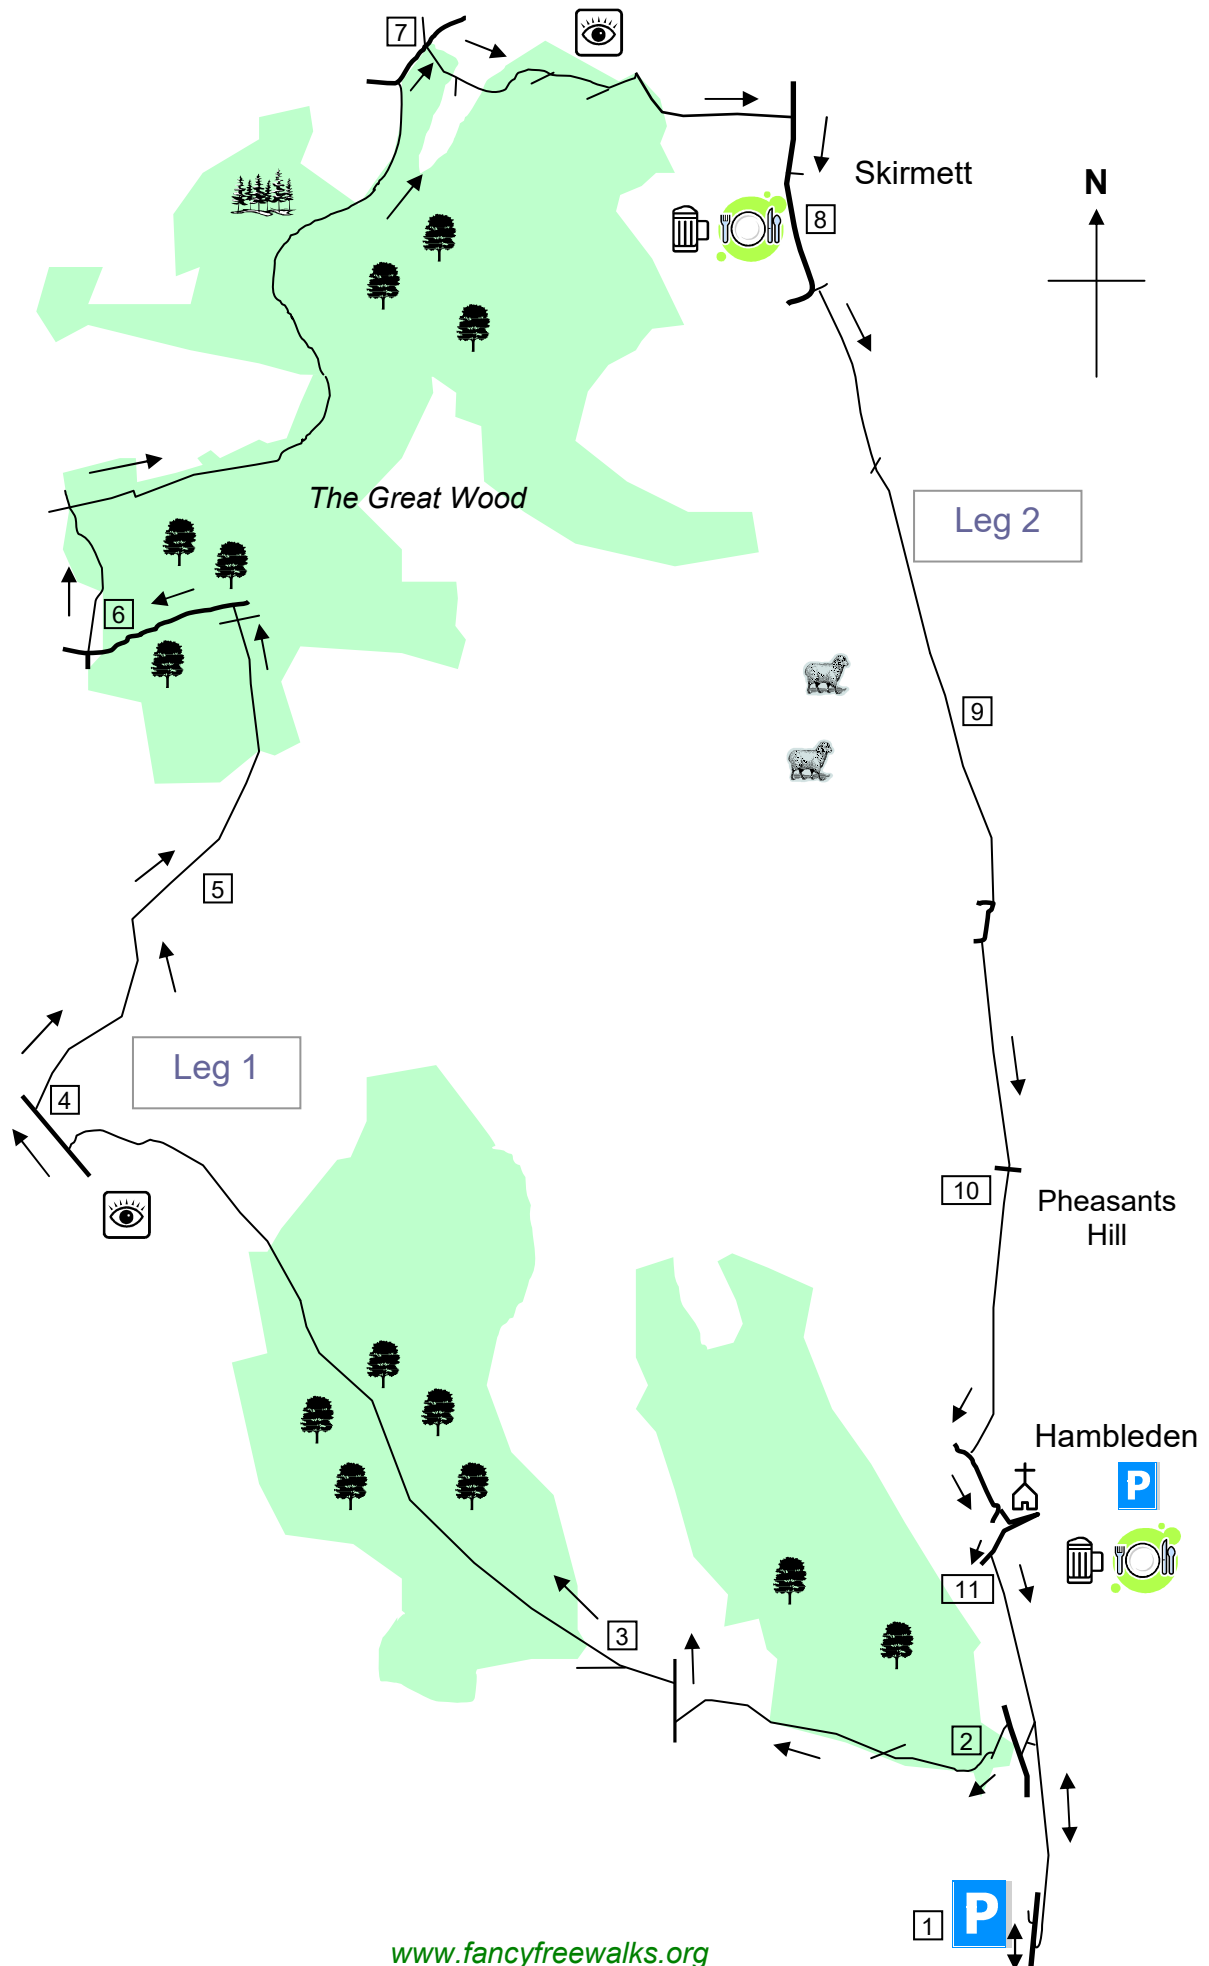 7
Skirmett
N
8
The Great Wood
Leg 2
6
9
5
Leg 1
4
10
Pheasants
Hill
Hambleden
P
11
3
2
P
1
www.fancyfreewalks.org